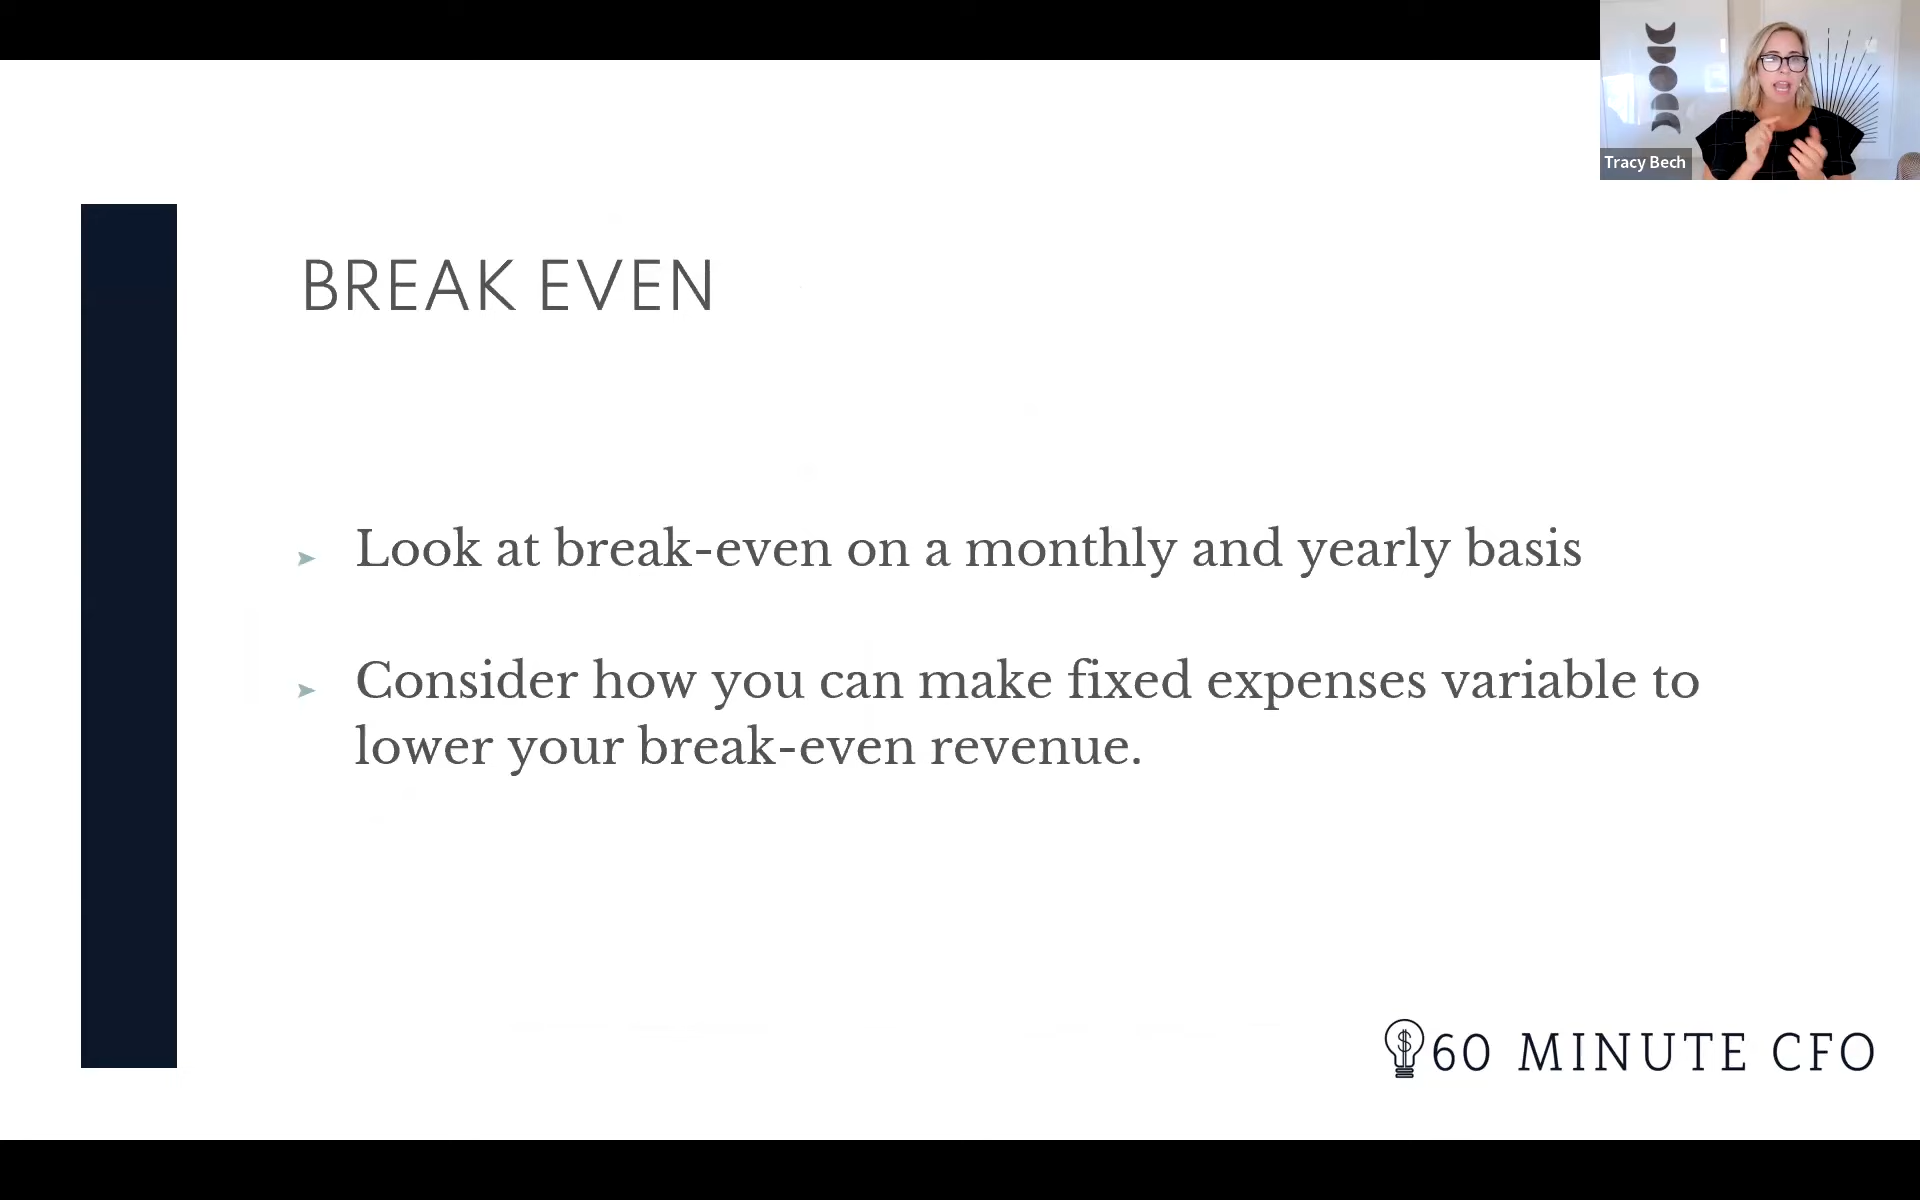 Tracy Bech
BREAK EVEN
➤ Look at break-even on a monthly and yearly basis
➤ Consider how you can make fixed expenses variable to
lower your break-even revenue.
$60 MINUTE CFO